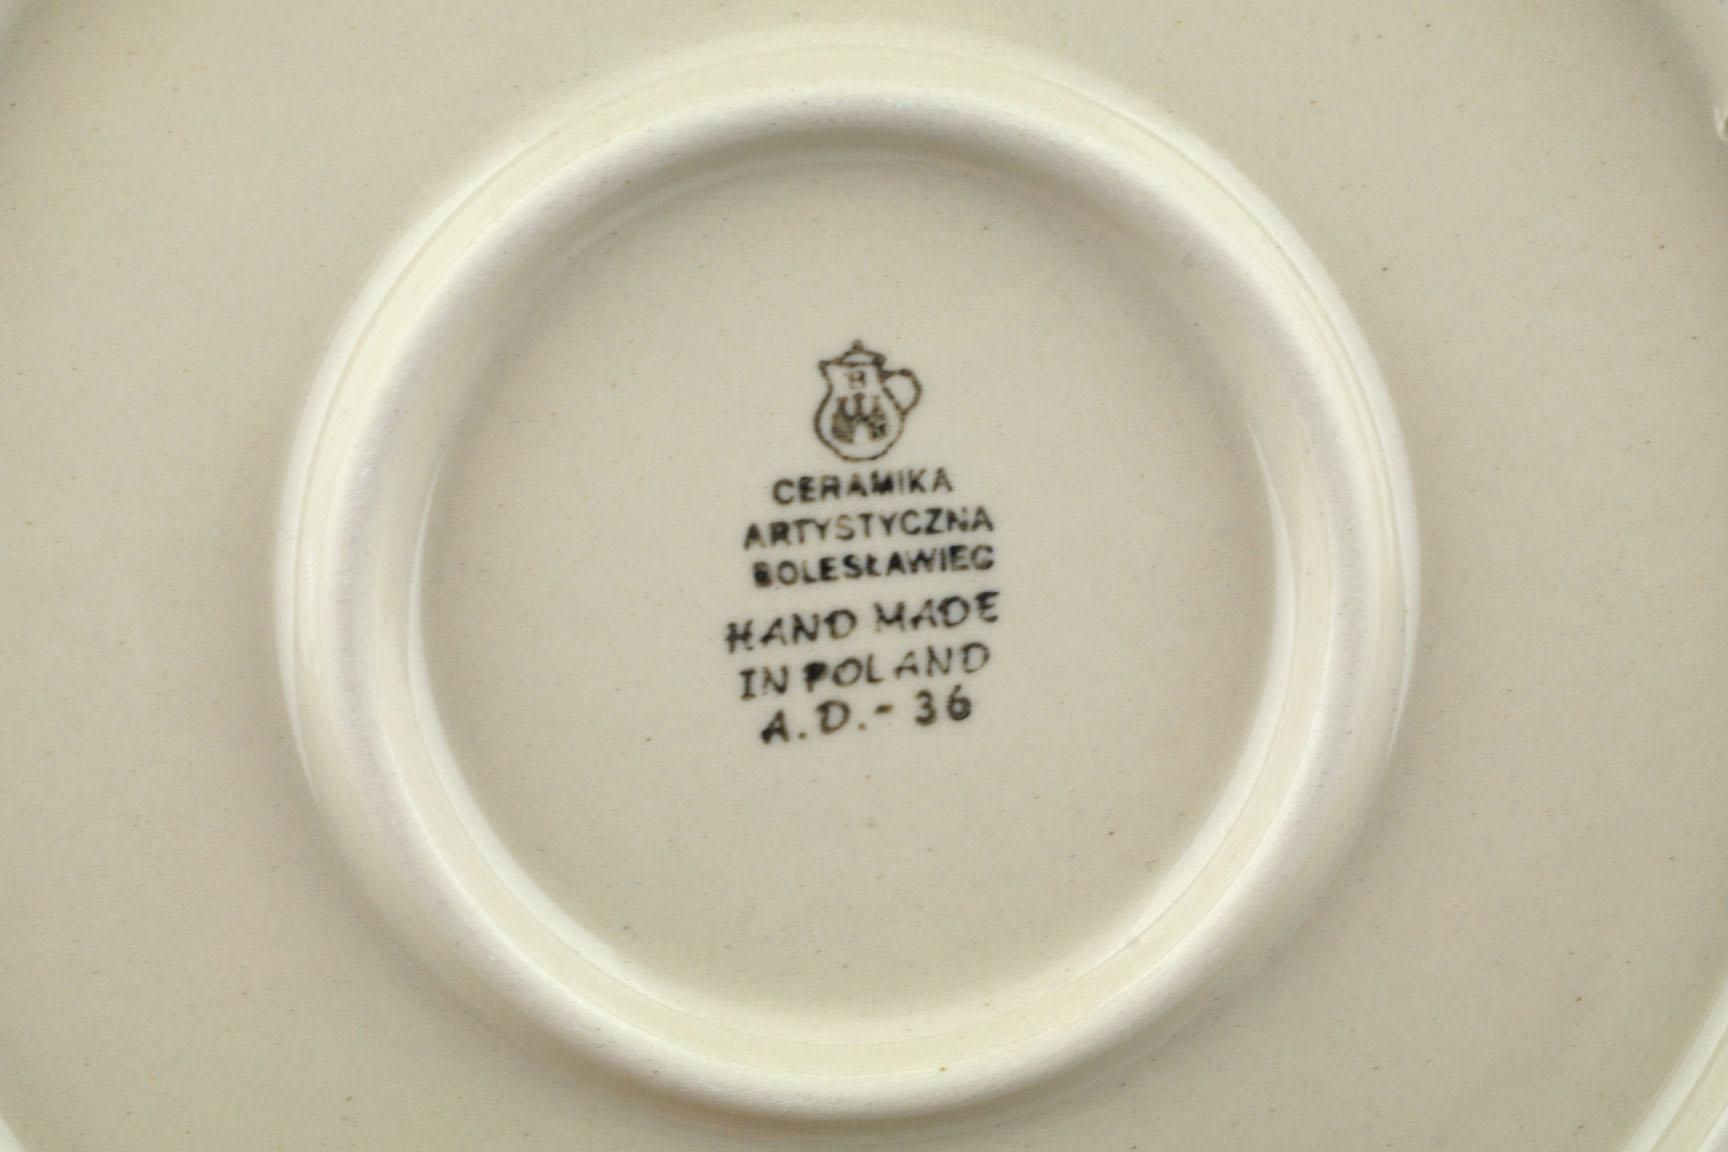 B
CERAMIKA
ARTYSTYCZNA
BOLESŁAWIEC
HAND MADE
IN POLAND
A.D.- 36